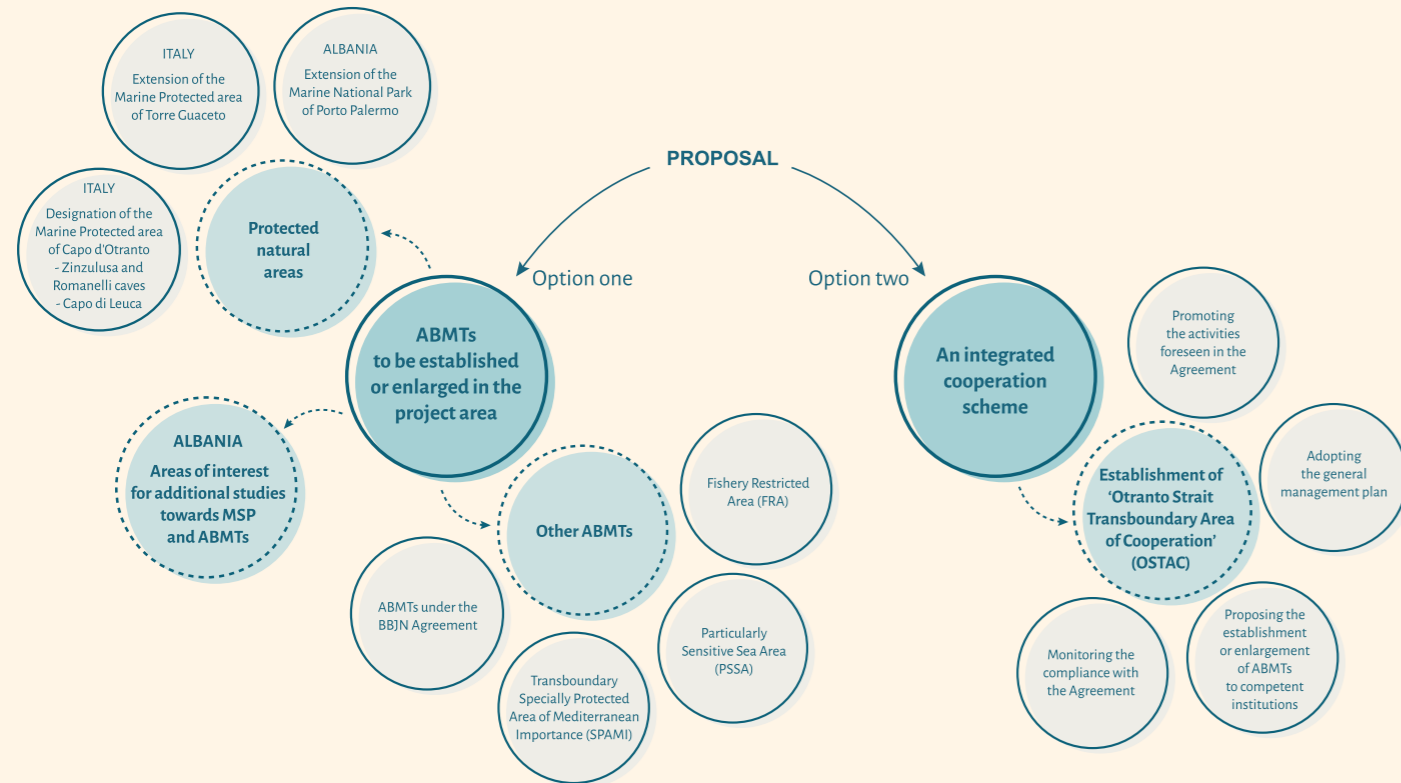 PROPOSAL
Option one
ABMTs
to be established
or enlarged in the
project area
Protected
natural
areas
ITALY
Extension of the
Marine Protected area
of Torre Guaceto
ALBANIA
Extension of the
Marine National Park
of Porto Palermo
ITALY
Designation of the
Marine Protected area
of Capo d'Otranto
- Zinzulusa and
Romanelli caves
- Capo di Leuca
ALBANIA
Areas of interest
for additional studies
towards MSP
and ABMTs
Other ABMTs
Fishery Restricted
Area (FRA)
Particularly
Sensitive Sea Area
(PSSA)
Transboundary
Specially Protected
Area of Mediterranean
Importance (SPAMI)
ABMTs under the
BBJN Agreement
Option two
An integrated
cooperation
scheme
Establishment of
‘Otranto Strait
Transboundary Area
of Cooperation’
(OSTAC)
Promoting
the activities
foreseen in the
Agreement
Adopting
the general
management plan
Proposing the
establishment
or enlargement
of ABMTs
to competent
institutions
Monitoring the
compliance with
the Agreement